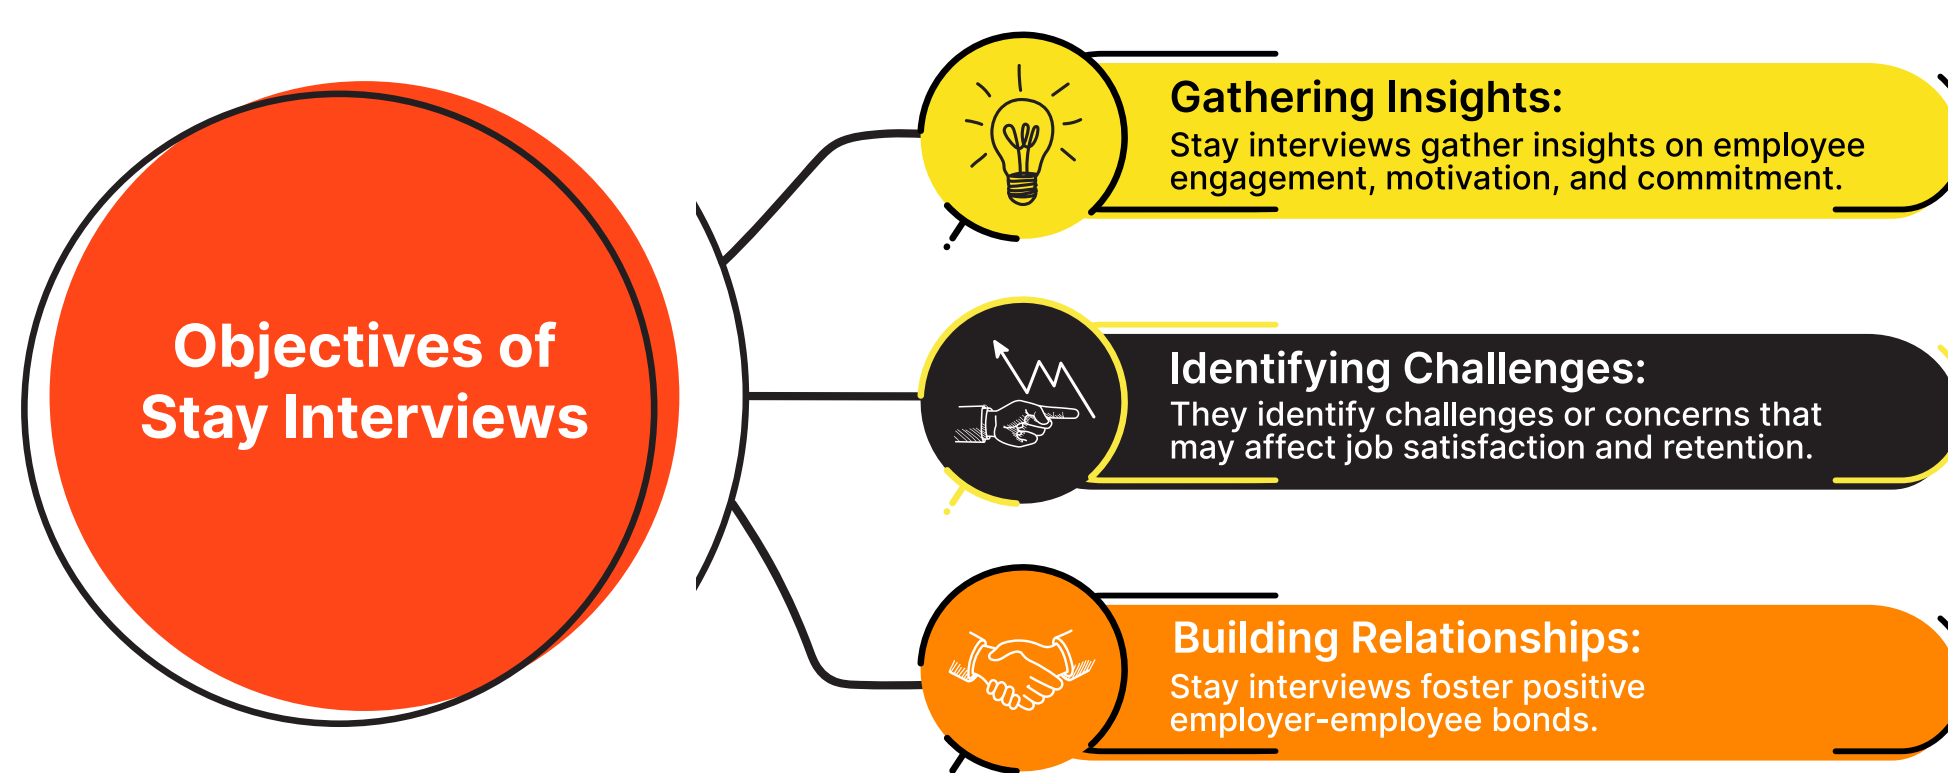 Objectives of
Stay Interviews
Gathering Insights:
Stay interviews gather insights on employee
engagement, motivation, and commitment.
Identifying Challenges:
They identify challenges or concerns that
may affect job satisfaction and retention.
Building Relationships:
Stay interviews foster positive
employer-employee bonds.